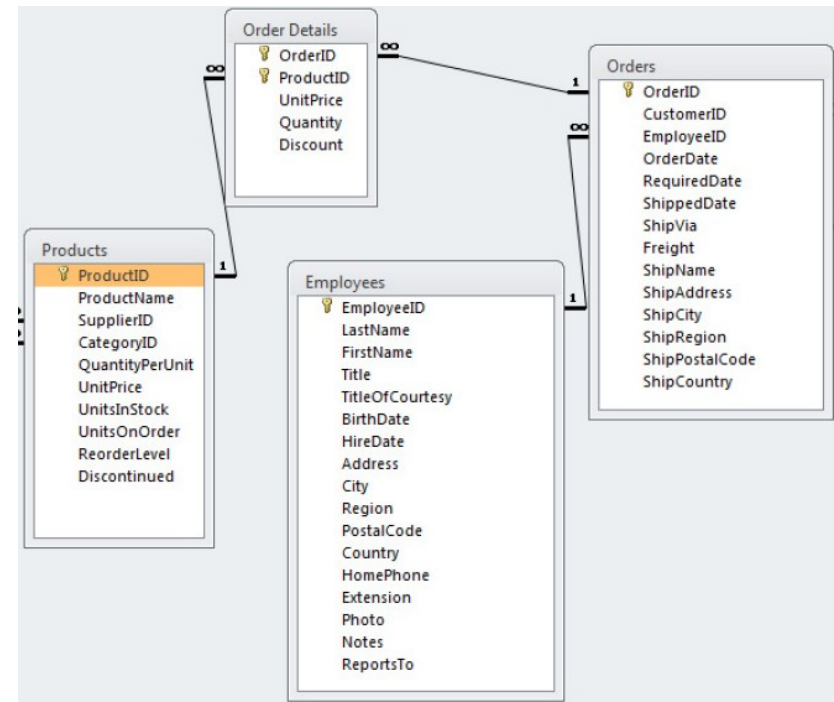 Order Details
OrderID
ProductID
UnitPrice
Quantity
Discount
∞
∞
1
Orders
OrderID
CustomerID
EmployeeID
OrderDate
RequiredDate
ShippedDate
ShipVia
Freight
ShipName
ShipAddress
ShipCity
ShipRegion
ShipPostalCode
ShipCountry
∞
1
Products
ProductID
ProductName
SupplierID
CategoryID
QuantityPerUnit
UnitPrice
UnitsInStock
UnitsOnOrder
ReorderLevel
Discontinued
1
Employees
EmployeeID
LastName
FirstName
Title
TitleOfCourtesy
BirthDate
HireDate
Address
City
Region
PostalCode
Country
HomePhone
Extension
Photo
Notes
ReportsTo